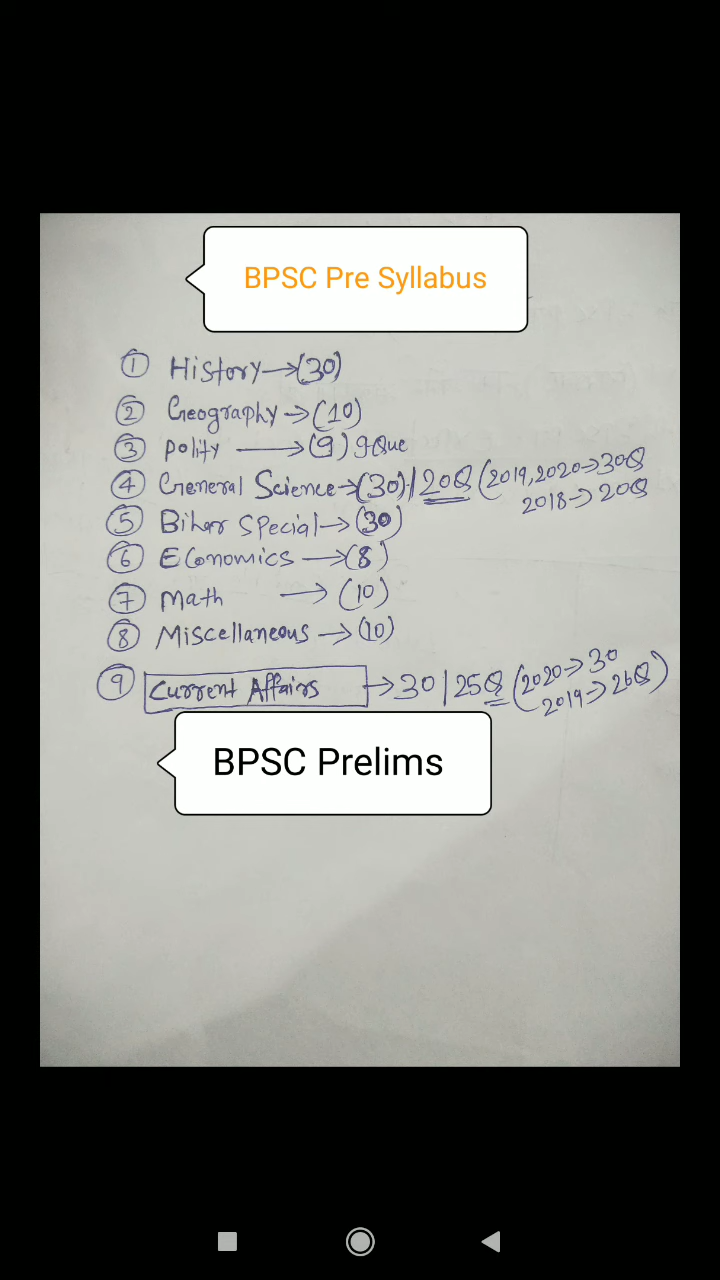 BPSC Pre Syllabus
① History → (30)
② Geography → (10)
③ Polity → (9) 9 Que
④ General Science → (30) / 20Q (2019, 2020 → 30Q
2018 → 20Q
⑤ Bihar Special → (30)
⑥ Economics → (8)
⑦ Math → (10)
⑧ Miscellaneous → (10)
⑨ Current Affairs → 30 | 25Q (2020 → 30
2019 → 26Q)
BPSC Prelims